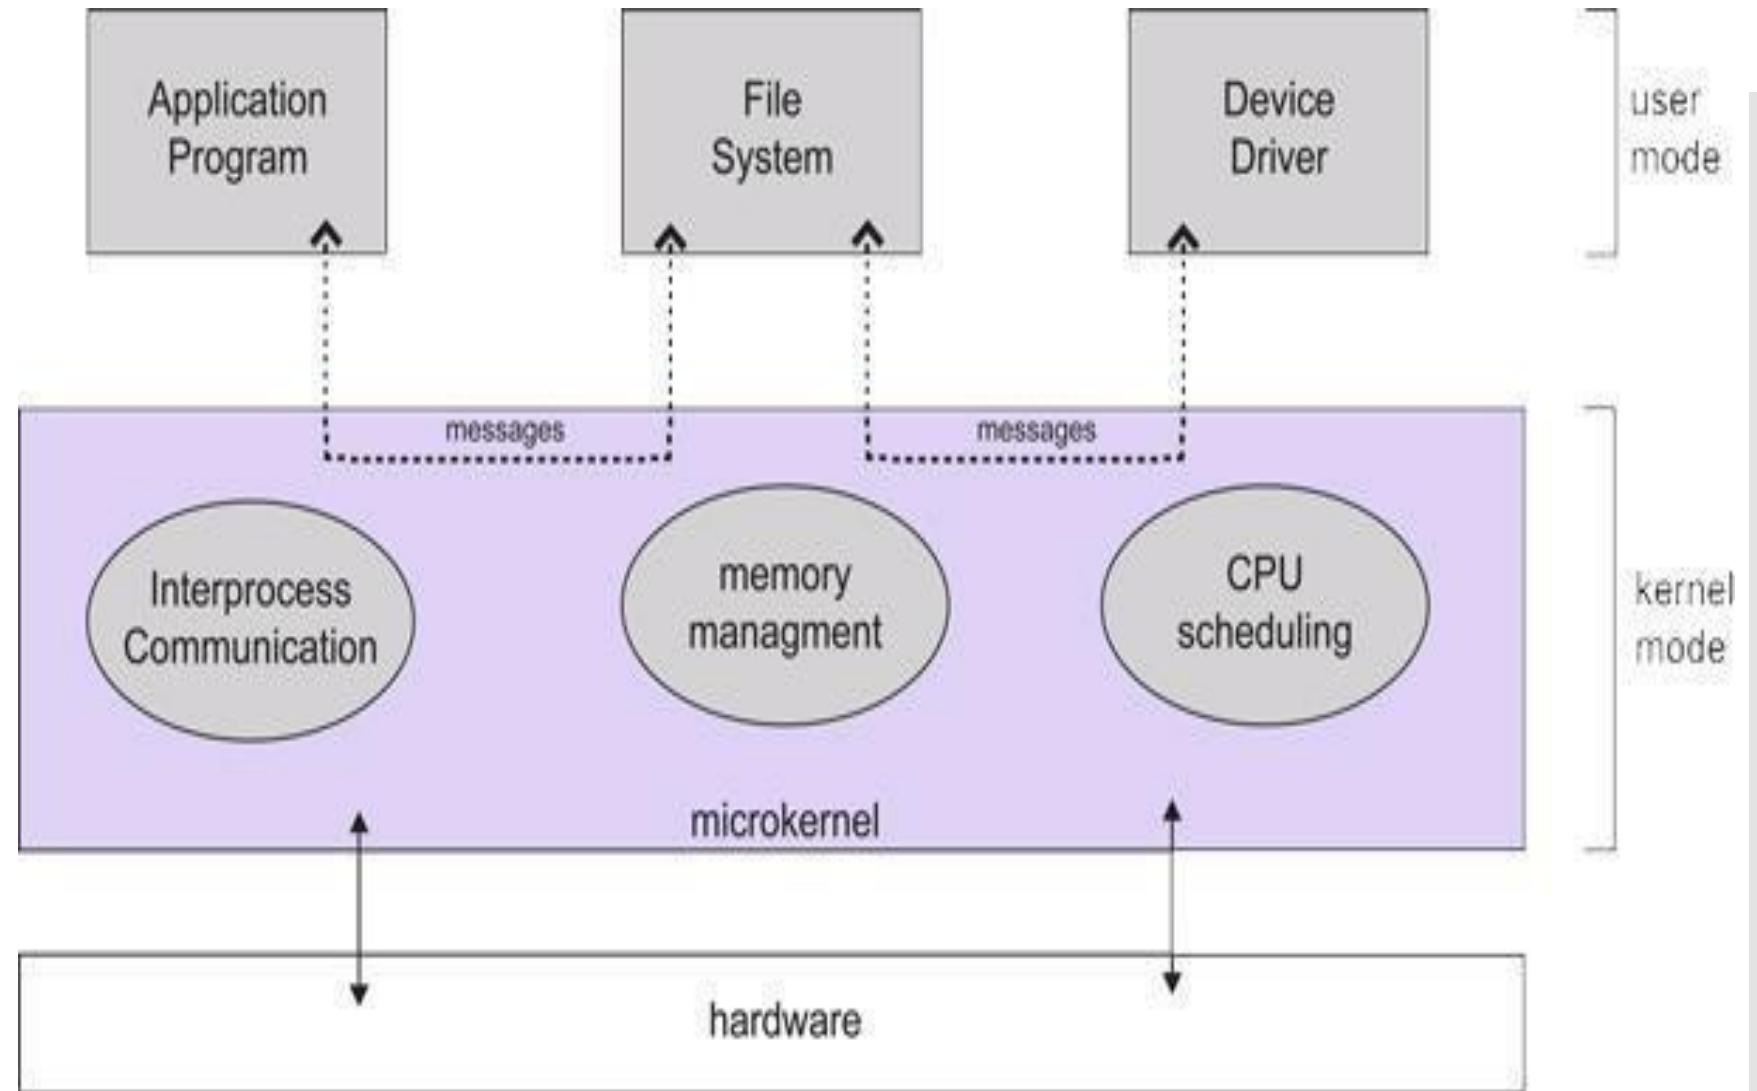 Application
Program
File
System
Device
Driver
user
mode
messages
messages
Interprocess
Communication
memory
managment
CPU
scheduling
kernel
mode
microkernel
hardware